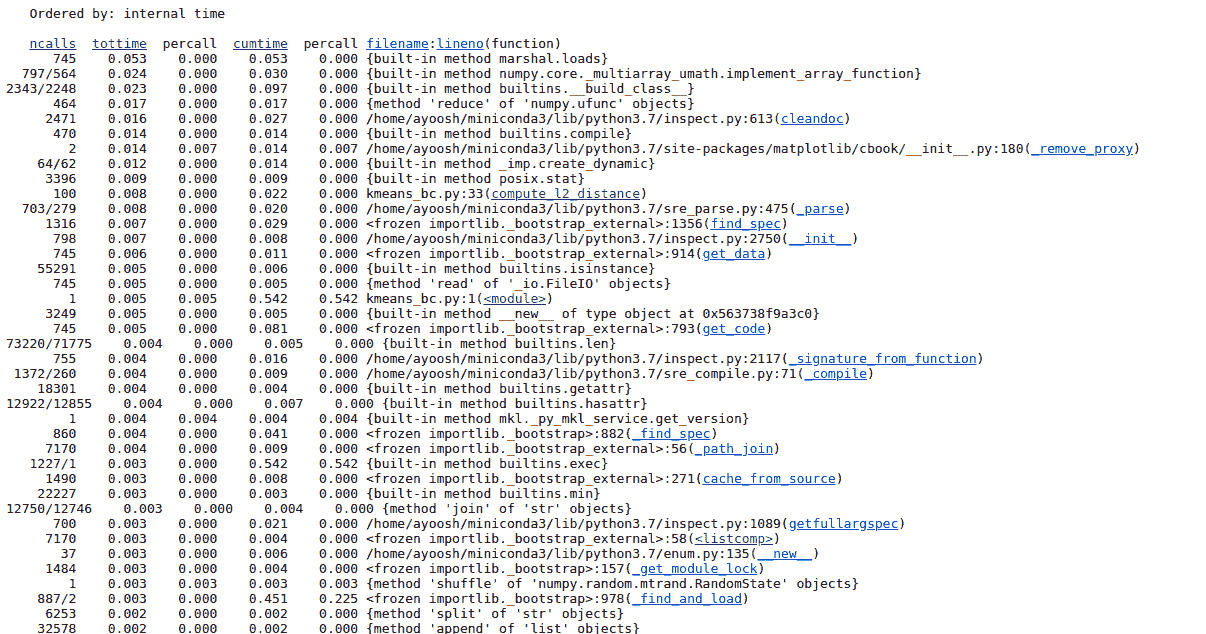 Ordered by: internal time
ncalls tottime percall cumtime percall filename:lineno(function)
745 0.053 0.000 0.053 0.000 {built-in method marshal.loads}
797/564 0.024 0.000 0.030 0.000 {built-in method numpy.core._multiarray_umath.implement_array_function}
2343/2248 0.023 0.000 0.097 0.000 {built-in method builtins.__build_class__}
464 0.017 0.000 0.017 0.000 {method 'reduce' of 'numpy.ufunc' objects}
2471 0.016 0.000 0.027 0.000 /home/ayoosh/miniconda3/lib/python3.7/inspect.py:613(cleandoc)
470 0.014 0.000 0.014 0.000 {built-in method builtins.compile}
2 0.014 0.007 0.014 0.007 /home/ayoosh/miniconda3/lib/python3.7/site-packages/matplotlib/cbook/__init__.py:180(_remove_proxy)
64/62 0.012 0.000 0.014 0.000 {built-in method _imp.create_dynamic}
3396 0.009 0.000 0.009 0.000 {built-in method posix.stat}
100 0.008 0.000 0.022 0.000 kmeans_bc.py:33(compute_l2_distance)
703/279 0.008 0.000 0.020 0.000 /home/ayoosh/miniconda3/lib/python3.7/sre_parse.py:475(_parse)
1316 0.007 0.000 0.029 0.000 <frozen importlib._bootstrap_external>:1356(find_spec)
798 0.007 0.000 0.008 0.000 /home/ayoosh/miniconda3/lib/python3.7/inspect.py:2750(__init__)
745 0.006 0.000 0.011 0.000 <frozen importlib._bootstrap_external>:914(get_data)
55291 0.005 0.000 0.006 0.000 {built-in method builtins.isinstance}
745 0.005 0.000 0.005 0.000 {method 'read' of '_io.FileIO' objects}
1 0.005 0.005 0.542 0.542 kmeans_bc.py:1(<module>)
3249 0.005 0.000 0.005 0.000 {built-in method __new__ of type object at 0x563738f9a3c0}
745 0.005 0.000 0.081 0.000 <frozen importlib._bootstrap_external>:793(get_code)
73220/71775 0.004 0.000 0.005 0.000 {built-in method builtins.len}
755 0.004 0.000 0.016 0.000 /home/ayoosh/miniconda3/lib/python3.7/inspect.py:2117(_signature_from_function)
1372/260 0.004 0.000 0.009 0.000 /home/ayoosh/miniconda3/lib/python3.7/sre_compile.py:71(_compile)
18301 0.004 0.000 0.004 0.000 {built-in method builtins.getattr}
12922/12855 0.004 0.000 0.007 0.000 {built-in method builtins.hasattr}
1 0.004 0.004 0.004 0.004 {built-in method mkl._py_mkl_service.get_version}
860 0.004 0.000 0.041 0.000 <frozen importlib._bootstrap>:882(_find_spec)
7170 0.004 0.000 0.009 0.000 <frozen importlib._bootstrap_external>:56(_path_join)
1227/1 0.003 0.000 0.542 0.542 {built-in method builtins.exec}
1490 0.003 0.000 0.008 0.000 <frozen importlib._bootstrap_external>:271(cache_from_source)
22227 0.003 0.000 0.003 0.000 {built-in method builtins.min}
12750/12746 0.003 0.000 0.004 0.000 {method 'join' of 'str' objects}
700 0.003 0.000 0.021 0.000 /home/ayoosh/miniconda3/lib/python3.7/inspect.py:1089(getfullargspec)
7170 0.003 0.000 0.004 0.000 <frozen importlib._bootstrap_external>:58(<listcomp>)
37 0.003 0.000 0.006 0.000 /home/ayoosh/miniconda3/lib/python3.7/enum.py:135(__new__)
1484 0.003 0.000 0.004 0.000 <frozen importlib._bootstrap>:157(_get_module_lock)
1 0.003 0.003 0.003 0.003 {method 'shuffle' of 'numpy.random.mtrand.RandomState' objects}
887/2 0.003 0.000 0.451 0.225 <frozen importlib._bootstrap>:978(_find_and_load)
6253 0.002 0.000 0.002 0.000 {method 'split' of 'str' objects}
32578 0.002 0.000 0.002 0.000 {method 'append' of 'list' objects}